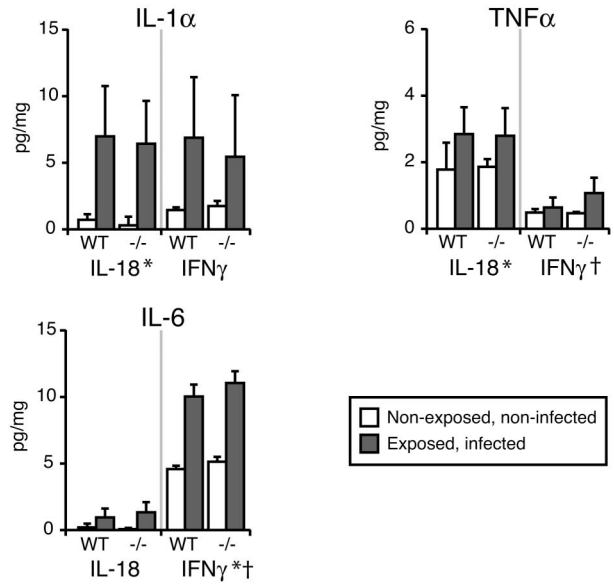 IL-1α
15
10
5
0
pg/mg
WT -/- WT -/-
IL-18* IFNγ
TNFα
6
4
2
0
pg/mg
WT -/- WT -/-
IL-18* IFNγ†
IL-6
15
10
5
0
pg/mg
WT -/- WT -/-
IL-18 IFNγ*†
Non-exposed, non-infected
Exposed, infected